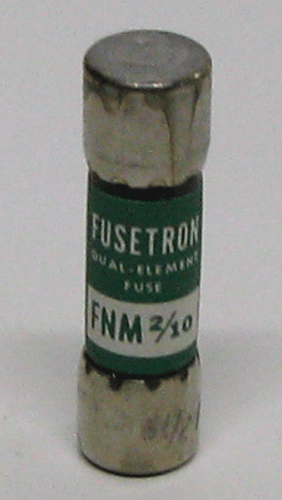 FUSETRON
DUAL-ELEMENT
FUSE
FNM 2/10